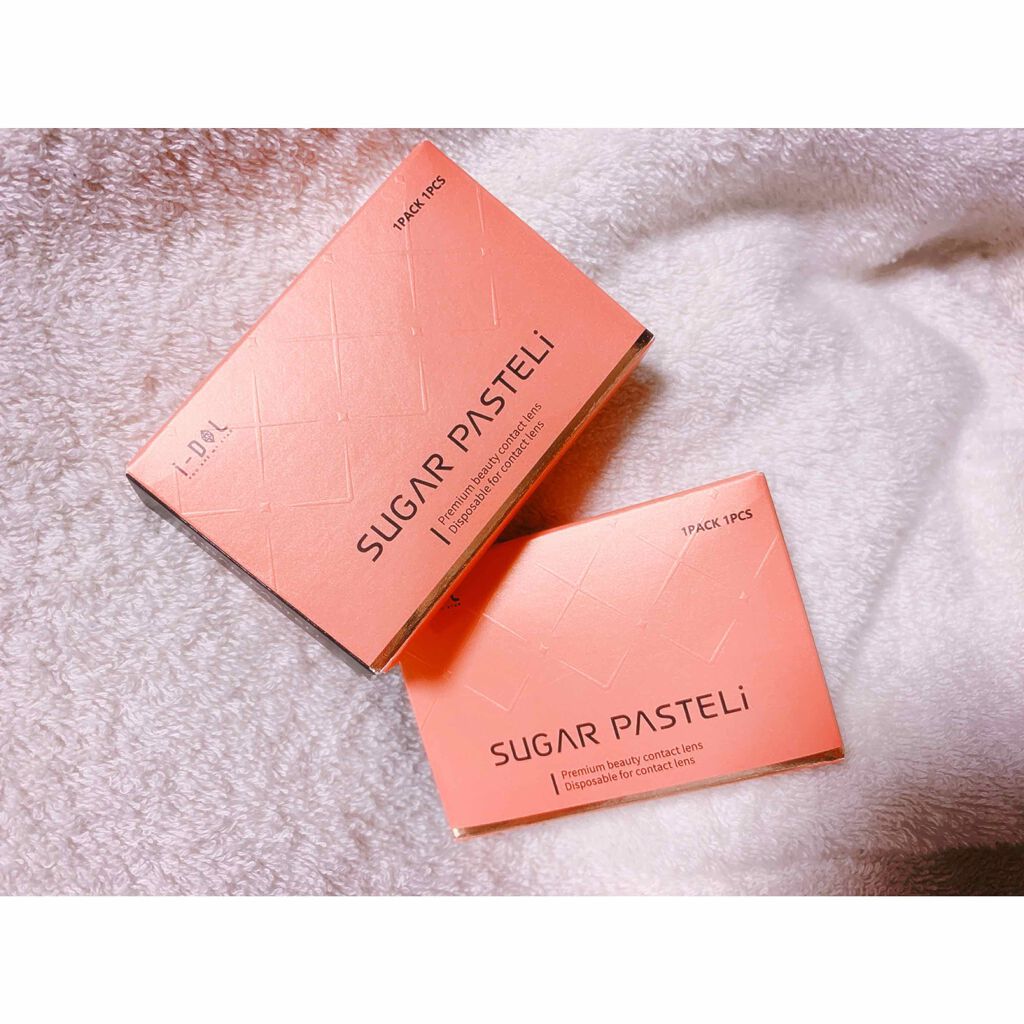 1PACK 1PCS
i-DOL
SUGAR PASTELi
Premium beauty contact lens
Disposable for contact lens
1PACK 1PCS
SUGAR PASTELi
Premium beauty contact lens
Disposable for contact lens